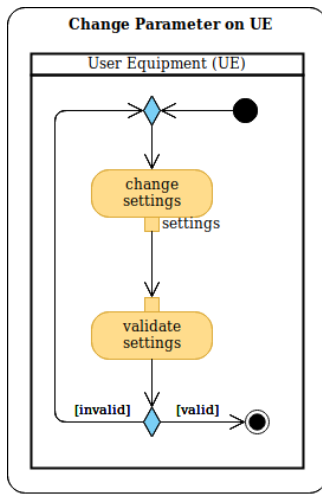 Change Parameter on UE
User Equipment (UE)
change
settings
settings
validate
settings
[invalid]
[valid]